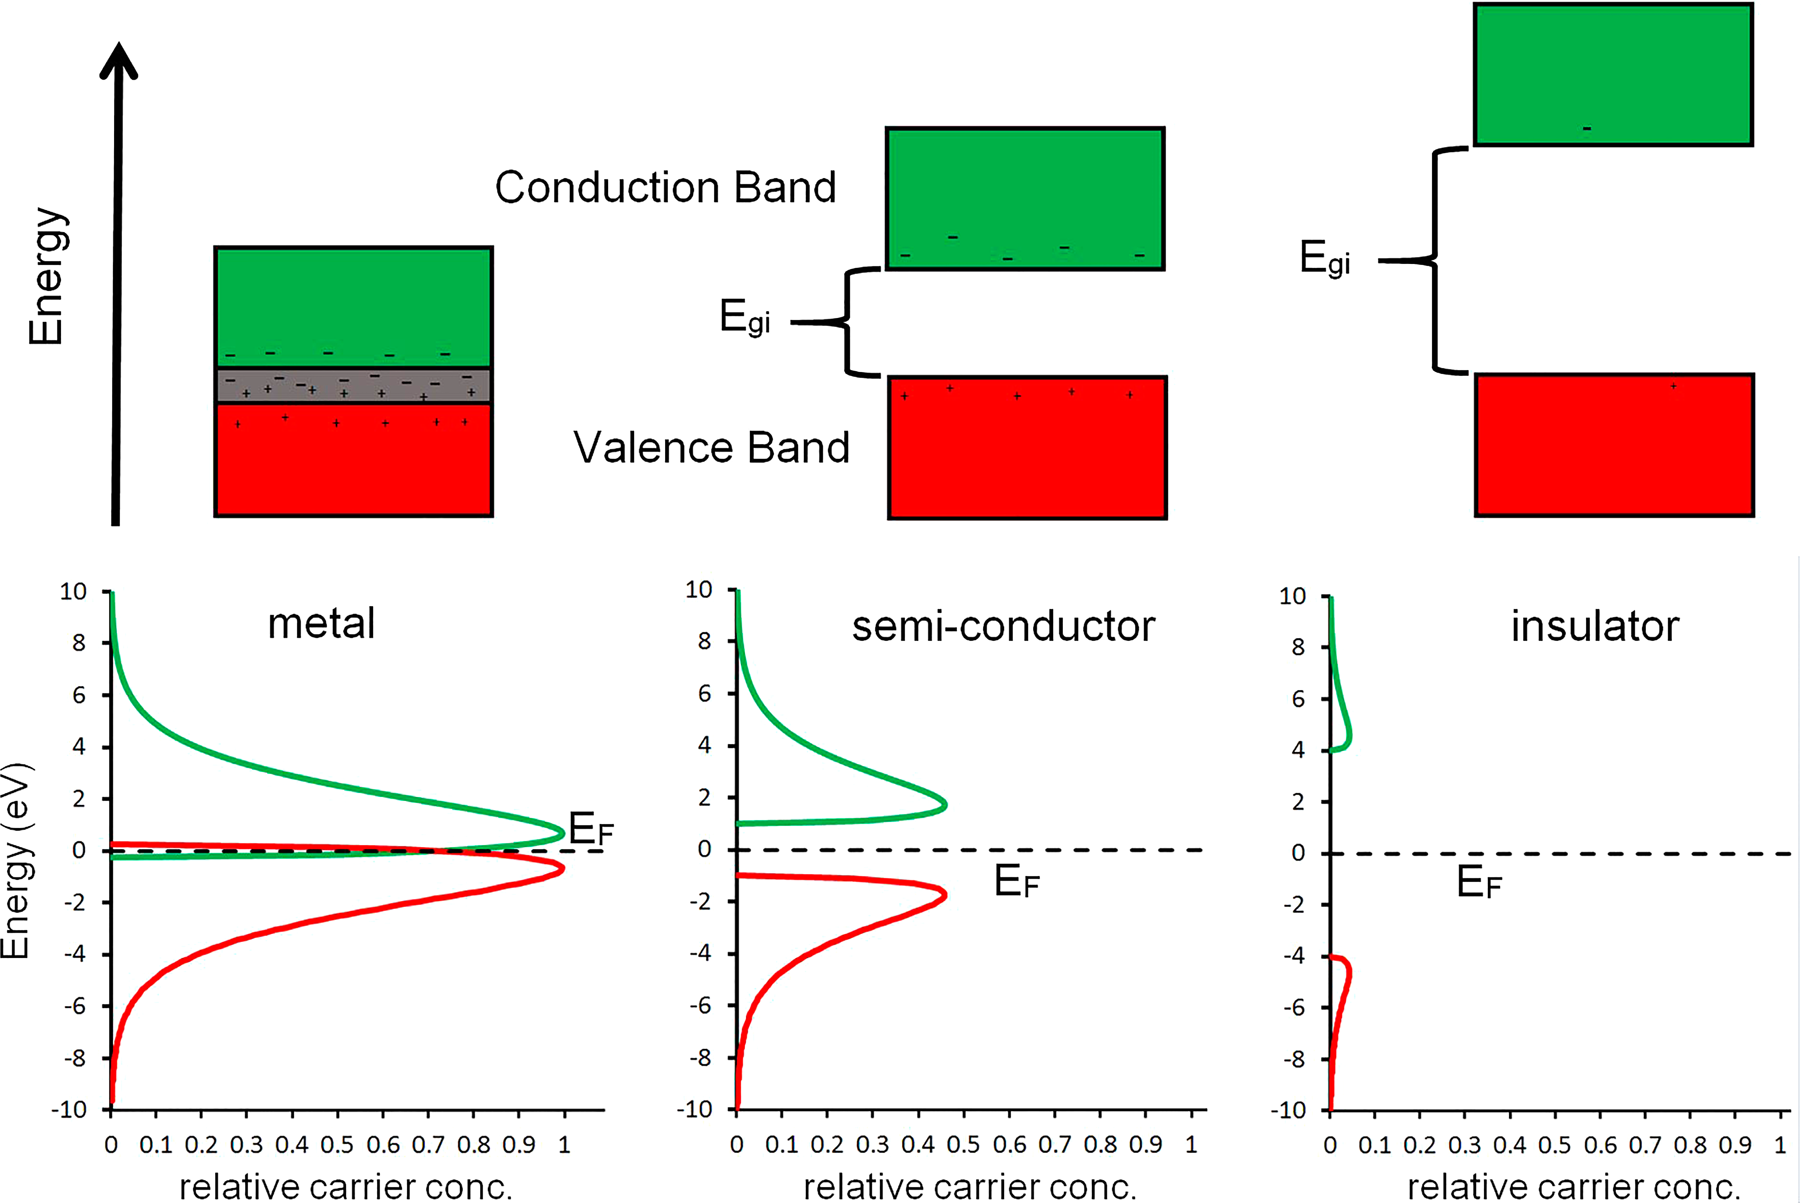 Energy
Conduction Band
Egi
Valence Band
Egi
metal
semi-conductor
insulator
Energy (eV)
10
8
6
4
2
0
-2
-4
-6
-8
-10
EF
0 0.1 0.2 0.3 0.4 0.5 0.6 0.7 0.8 0.9 1
relative carrier conc.
10
8
6
4
2
0
-2
-4
-6
-8
-10
EF
0 0.1 0.2 0.3 0.4 0.5 0.6 0.7 0.8 0.9 1
relative carrier conc.
10
8
6
4
2
0
-2
-4
-6
-8
-10
EF
0 0.1 0.2 0.3 0.4 0.5 0.6 0.7 0.8 0.9 1
relative carrier conc.